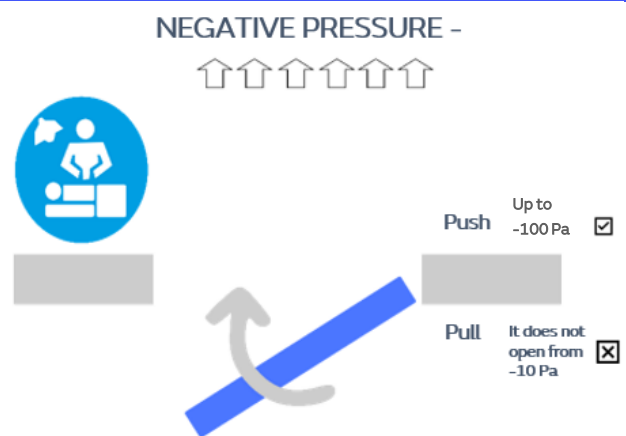 NEGATIVE PRESSURE -
Push
Up to
-100 Pa
Pull
It does not
open from
-10 Pa